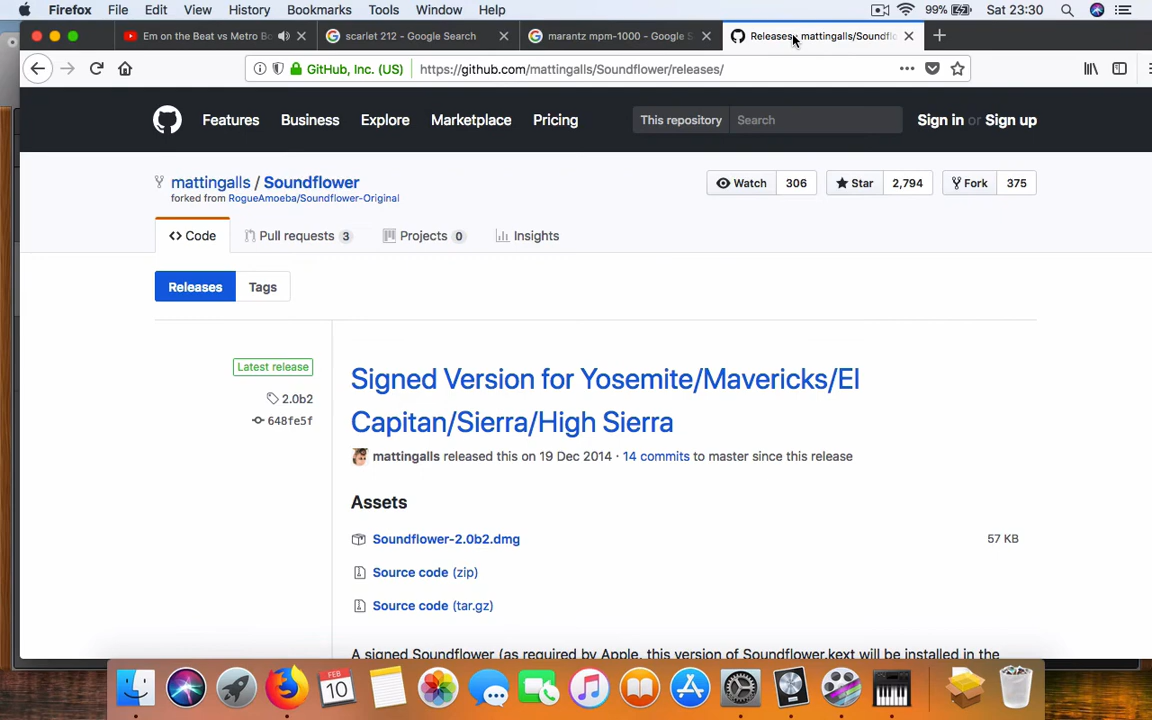 Firefox File Edit View History Bookmarks Tools Window Help 99% Sat 23:30
Em on the Beat vs Metro Bo scarlet 212 - Google Search marantz mpm-1000 - Google S Releases · mattingalls/Soundflo
GitHub, Inc. (US) https://github.com/mattingalls/Soundflower/releases/
Features Business Explore Marketplace Pricing This repository Search Sign in or Sign up
mattingalls / Soundflower Watch 306 Star 2,794 Fork 375
forked from RogueAmoeba/Soundflower-Original
Code Pull requests 3 Projects 0 Insights
Releases Tags
Latest release
2.0b2
648fe5f
Signed Version for Yosemite/Mavericks/El
Capitan/Sierra/High Sierra
mattingalls released this on 19 Dec 2014 · 14 commits to master since this release
Assets
Soundflower-2.0b2.dmg 57 KB
Source code (zip)
Source code (tar.gz)
A signed Soundflower (as required by Apple, this version of Soundflower.kext will be installed in the
FEB
10